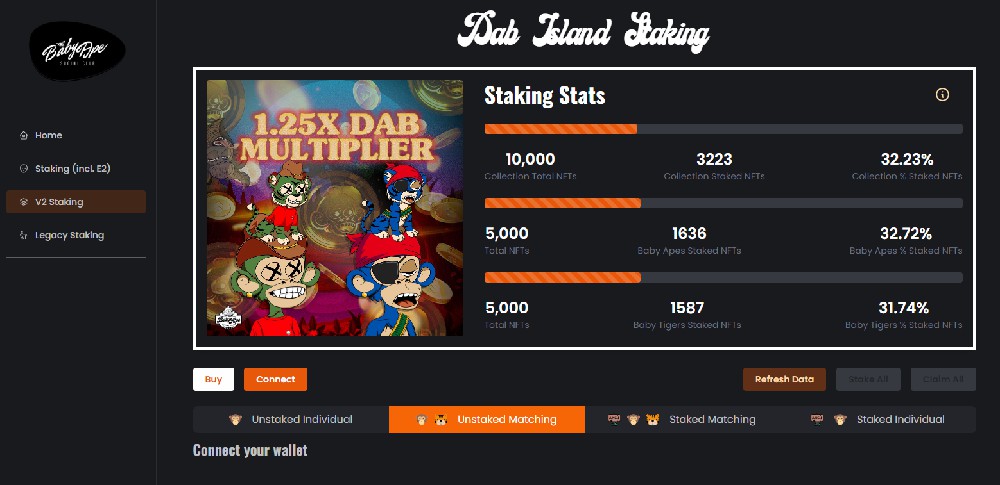 Dab Island Staking
The
Baby Ape
SOCIAL CLUB
Home
Staking (incl. E2)
V2 Staking
Legacy Staking
1.25X DAB
MULTIPLIER
Staking Stats
10,000 3223 32.23%
Collection Total NFTs Collection Staked NFTs Collection % Staked NFTs
5,000 1636 32.72%
Total NFTs Baby Apes Staked NFTs Baby Apes % Staked NFTs
5,000 1587 31.74%
Total NFTs Baby Tigers Staked NFTs Baby Tigers % Staked NFTs
Buy Connect Refresh Data Stake All Claim All
Unstaked Individual Unstaked Matching Staked Matching Staked Individual
Connect your wallet